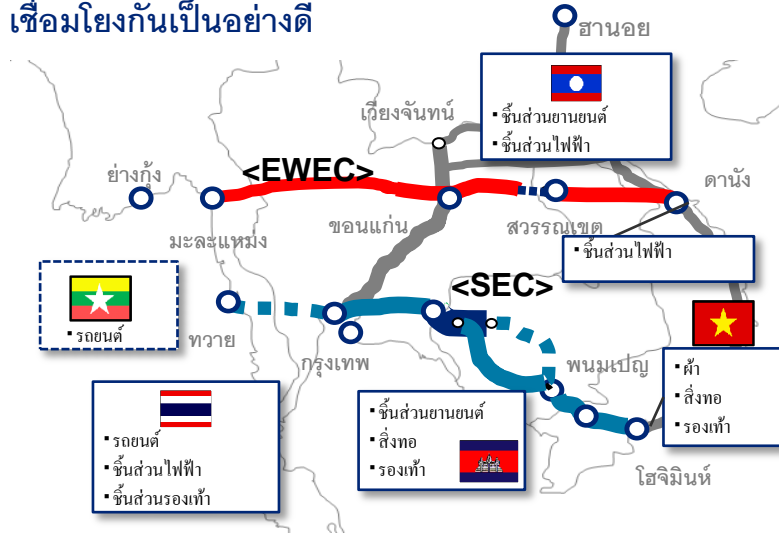 เชื่อมโยงกันเป็นอย่างดี
ฮานอย
▪ ชิ้นส่วนยานยนต์
▪ ชิ้นส่วนไฟฟ้า
เวียงจันทน์
<EWEC>
ย่างกุ้ง
ดานัง
มะละแหม่ง
ขอนแก่น
สวรรณเขต
▪ ชิ้นส่วนไฟฟ้า
<SEC>
▪ รถยนต์
ทวาย
กรุงเทพ
พนมเปญ
▪ ผ้า
▪ สิ่งทอ
▪ รองเท้า
▪ ชิ้นส่วนยานยนต์
▪ สิ่งทอ
▪ รองเท้า
▪ รถยนต์
▪ ชิ้นส่วนไฟฟ้า
▪ ชิ้นส่วนรองเท้า
โฮจิมินห์